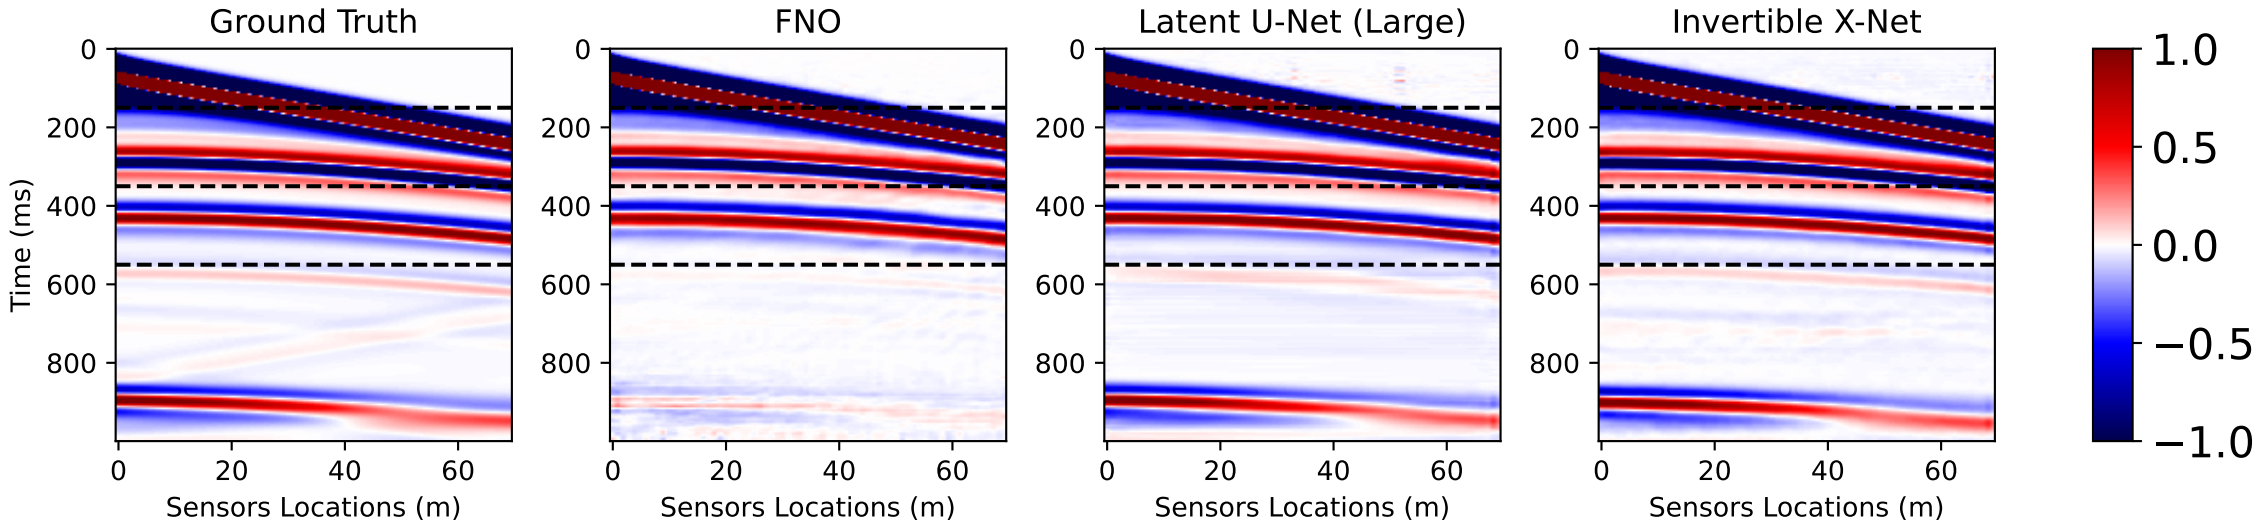 Ground Truth
FNO
Latent U-Net (Large)
Invertible X-Net
Time (ms)
0
200
400
600
800
0 20 40 60
Sensors Locations (m)
0
200
400
600
800
0 20 40 60
Sensors Locations (m)
0
200
400
600
800
0 20 40 60
Sensors Locations (m)
0
200
400
600
800
0 20 40 60
Sensors Locations (m)
1.0
0.5
0.0
−0.5
−1.0